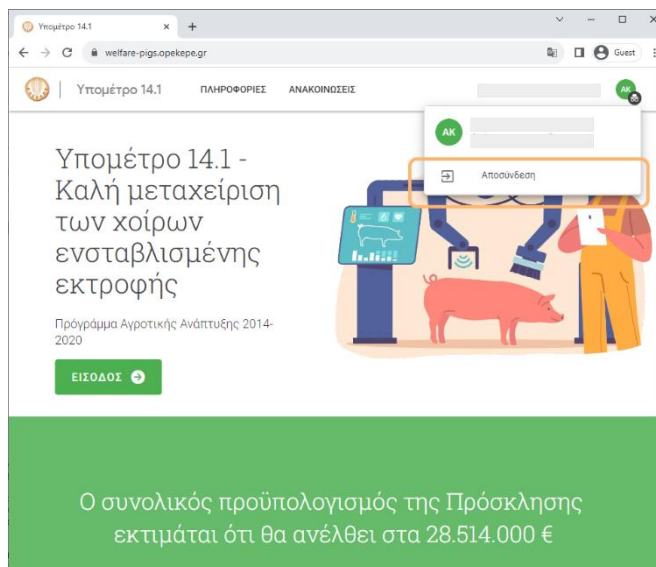 Υπομέτρο 14.1
welfare-pigs.opekepe.gr
Guest
Υπομέτρο 14.1
ΠΛΗΡΟΦΟΡΙΕΣ
ΑΝΑΚΟΙΝΩΣΕΙΣ
AK
AK
Αποσύνδεση
Υπομέτρο 14.1 -
Καλή μεταχείριση
των χοίρων
ενσταβλισμένης
εκτροφής
Πρόγράμμα Αγροτικής Ανάπτυξης 2014-
2020
ΕΙΣΟΔΟΣ
Ο συνολικός προϋπολογισμός της Πρόσκλησης
εκτιμάται ότι θα ανέλθει στα 28.514.000 €